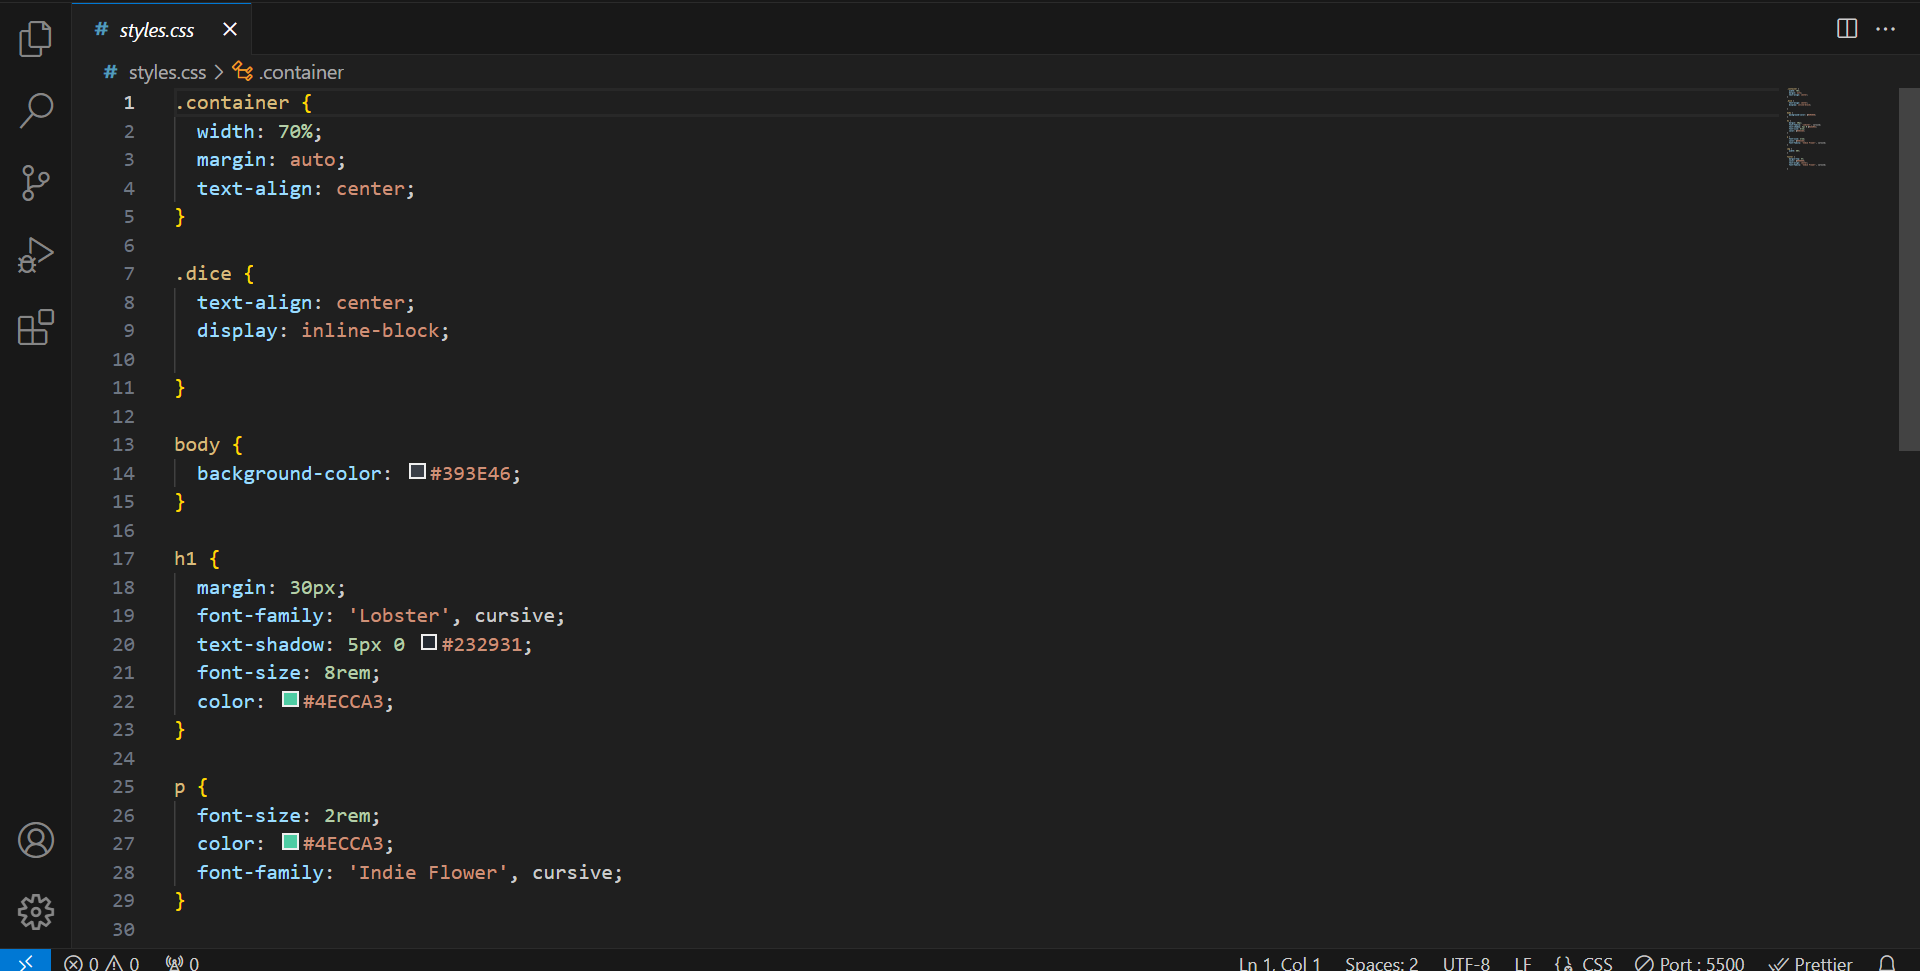 # styles.css
# styles.css > .container
1 .container {
2 width: 70%;
3 margin: auto;
4 text-align: center;
5 }
6
7 .dice {
8 text-align: center;
9 display: inline-block;
10
11 }
12
13 body {
14 background-color: #393E46;
15 }
16
17 h1 {
18 margin: 30px;
19 font-family: 'Lobster', cursive;
20 text-shadow: 5px 0 #232931;
21 font-size: 8rem;
22 color: #4ECCA3;
23 }
24
25 p {
26 font-size: 2rem;
27 color: #4ECCA3;
28 font-family: 'Indie Flower', cursive;
29 }
30
0 0 0 Ln 1, Col 1 Spaces: 2 UTF-8 LF {} CSS Port : 5500 Prettier